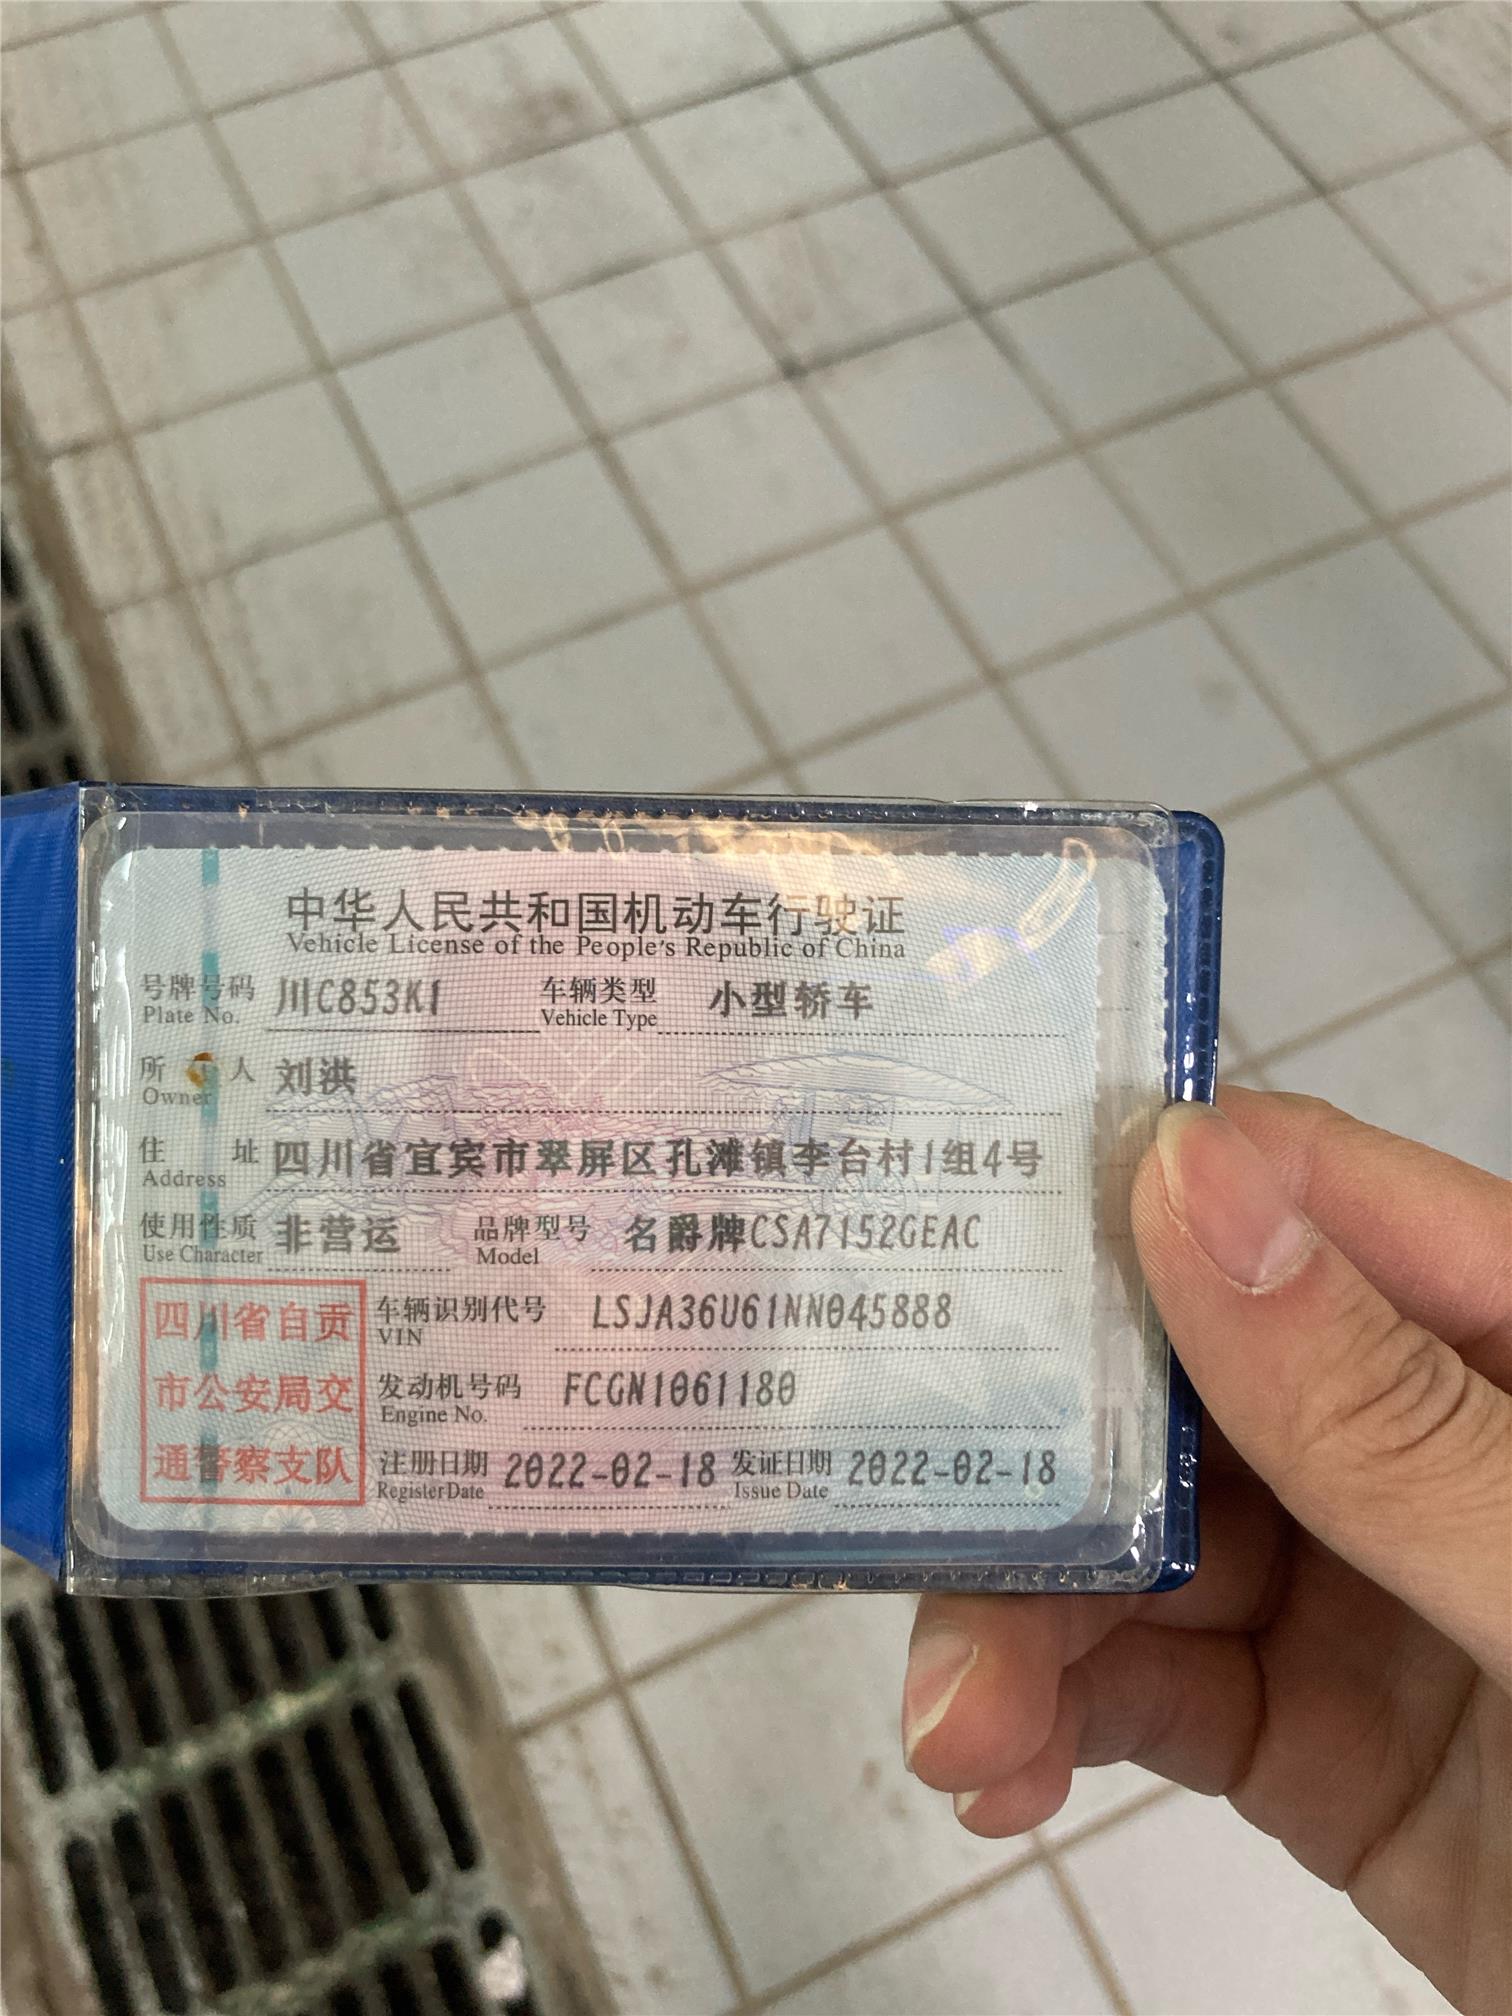 中华人民共和国机动车行驶证
Vehicle License of the People's Republic of China
号牌号码 川C853K1 车辆类型 小型轿车
Plate No. Vehicle Type
所 人 刘洪
Owner
住址 四川省宜宾市翠屏区孔滩镇李台村1组4号
Address
使用性质 非营运 品牌型号 名爵牌CSA7152GEAC
Use Character Model
四川省自贡
市公安局交
通警察支队
车辆识别代号 LSJA36U61NN045888
VIN
发动机号码 FCGN1061180
Engine No.
注册日期 2022-02-18 发证日期 2022-02-18
Register Date Issue Date